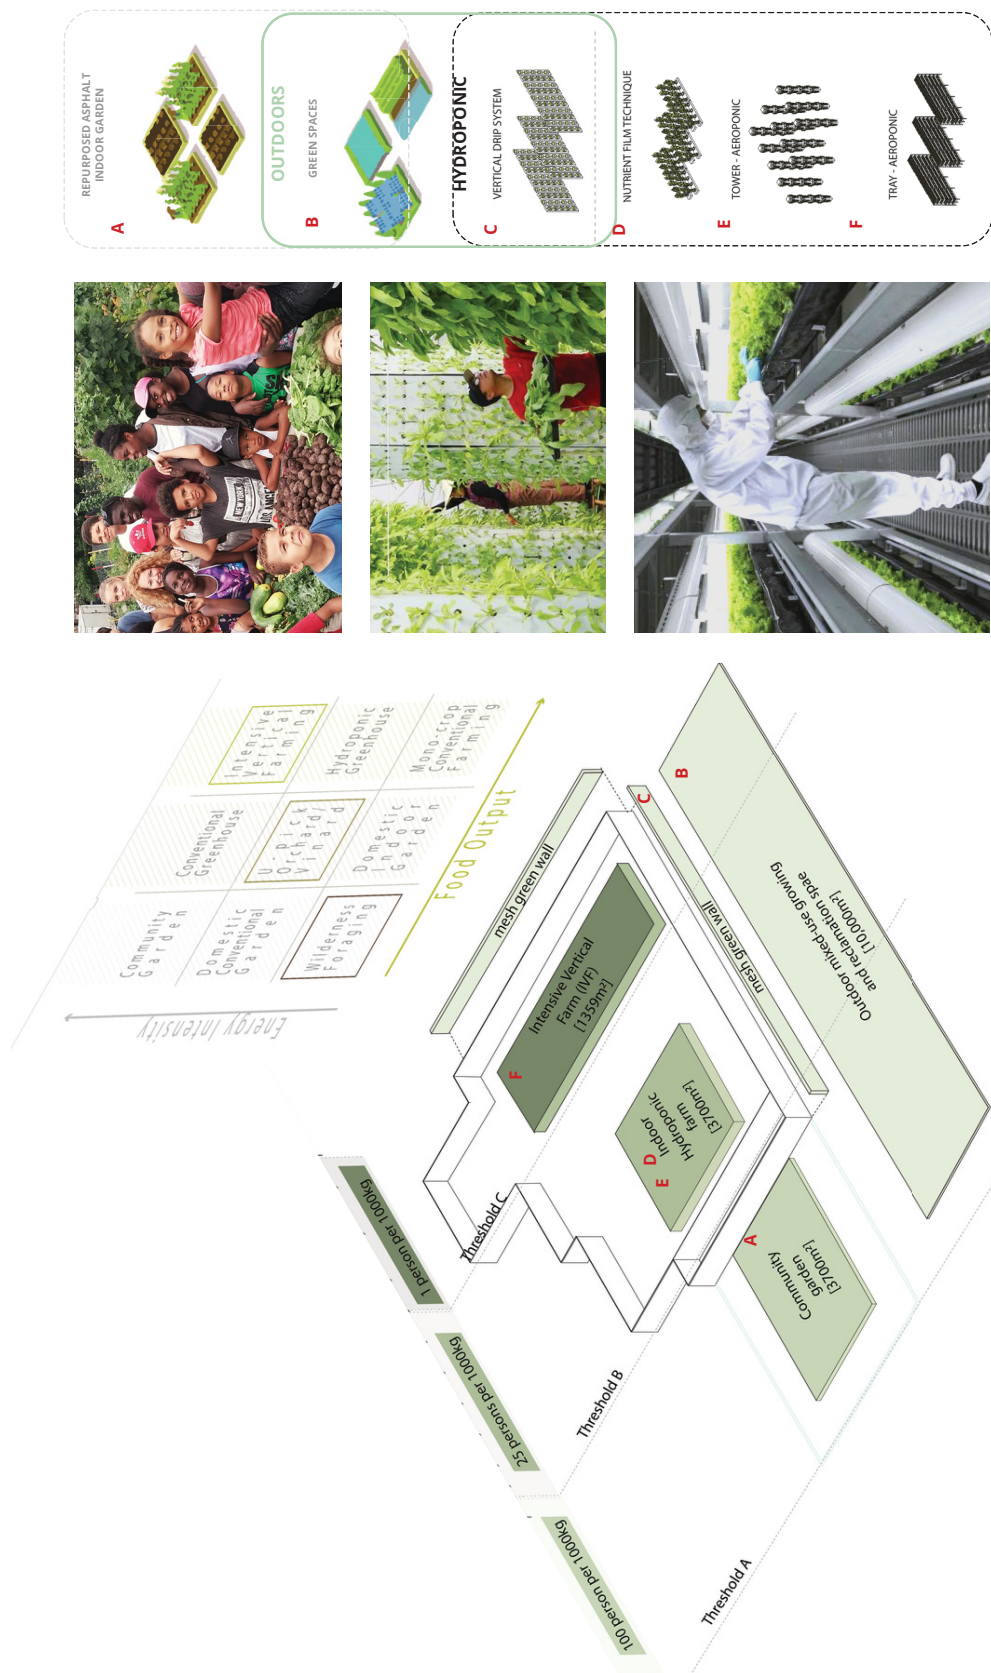 Energy Intensity
Community
Garden
Conventional
Greenhouse
Intensive
Vertical
Farming
Domestic
Conventional
Garden
U-pick
Orchard/
Vinard
Hydroponic
Greenhouse
Wilderness
Foraging
Domestic
Indoor
Garden
Mono-crop
Conventional
Farming
Food Output
1 person per 1000kg
25 persons per 1000kg
100 person per 1000kg
Threshold C
Threshold B
Threshold A
mesh green wall
F
Intensive Vertical
Farm (IVF)
[1359m²]
E
D
Indoor
Hydroponic
farm
[3700m²]
C
mesh green wall
B
Outdoor mixed-use growing
and reclamation spae
[10,000m²]
A
Community
garden
[3700m²]
NEWYORK
A
REPURPOSED ASPHALT
INDOOR GARDEN
OUTDOORS
B
GREEN SPACES
HYDROPONIC
C
VERTICAL DRIP SYSTEM
D
NUTRIENT FILM TECHNIQUE
E
TOWER - AEROPONIC
F
TRAY - AEROPONIC